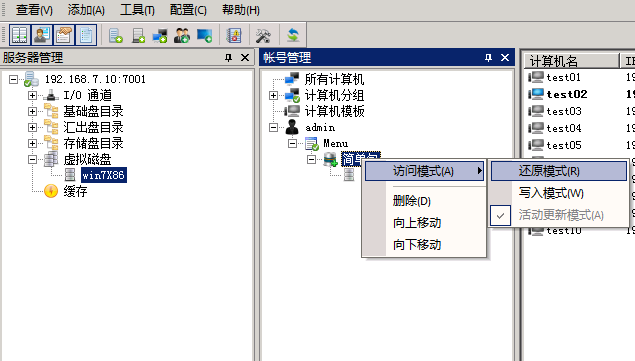 查看(V) 添加(A) 工具(T) 配置(C) 帮助(H)
服务器管理
192.168.7.10:7001
I/O 通道
基础盘目录
汇出盘目录
存储盘目录
虚拟磁盘
win7X86
缓存
帐号管理
所有计算机
计算机分组
计算机模板
admin
Menu
简单
访问模式(A)
删除(D)
向上移动
向下移动
还原模式(R)
写入模式(W)
活动更新模式(A)
计算机名
test01
test02
test03
test04
test05
test10